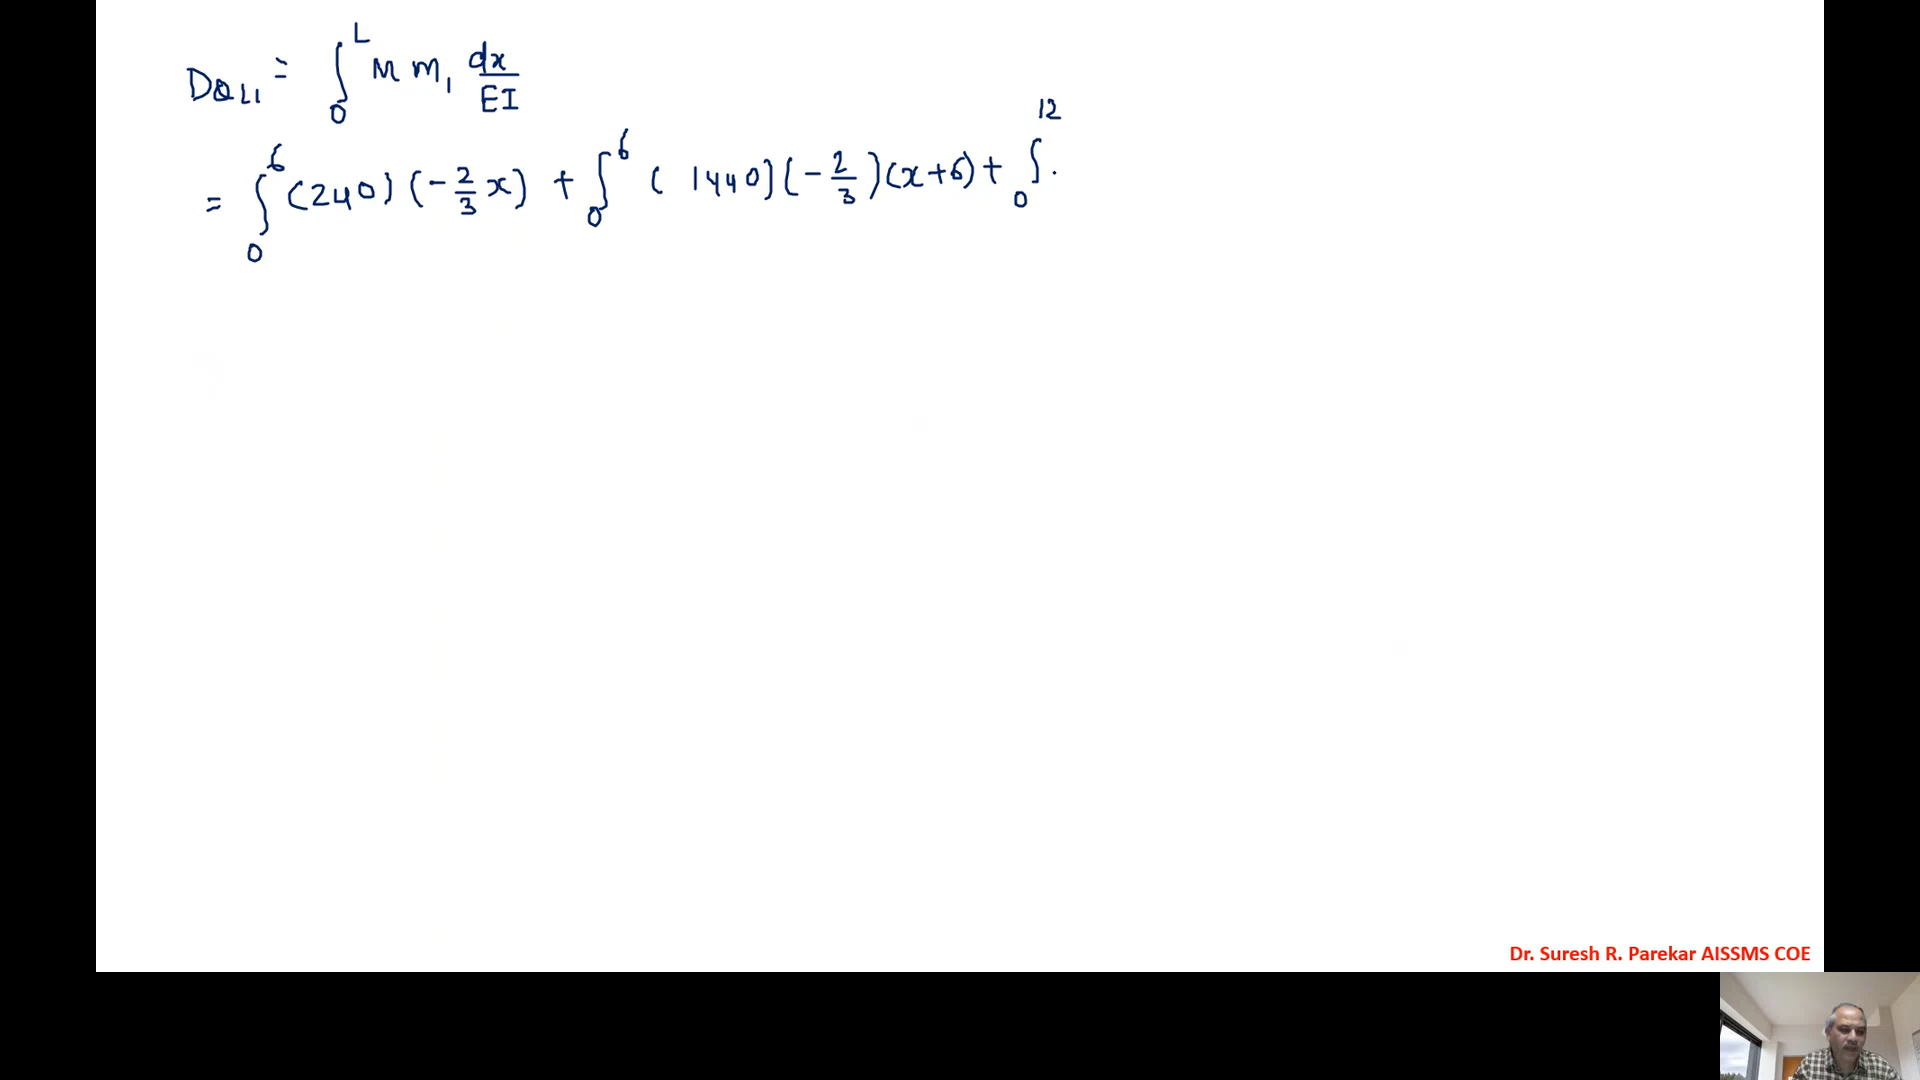 DQL1 = ∫₀ᴸ M m₁ dx/EI
= ∫₀⁶ (240) (-2/3 x) + ∫₀⁶ ( 1440) (-2/3) (x+6) + ∫₀¹² .
Dr. Suresh R. Parekar AISSMS COE